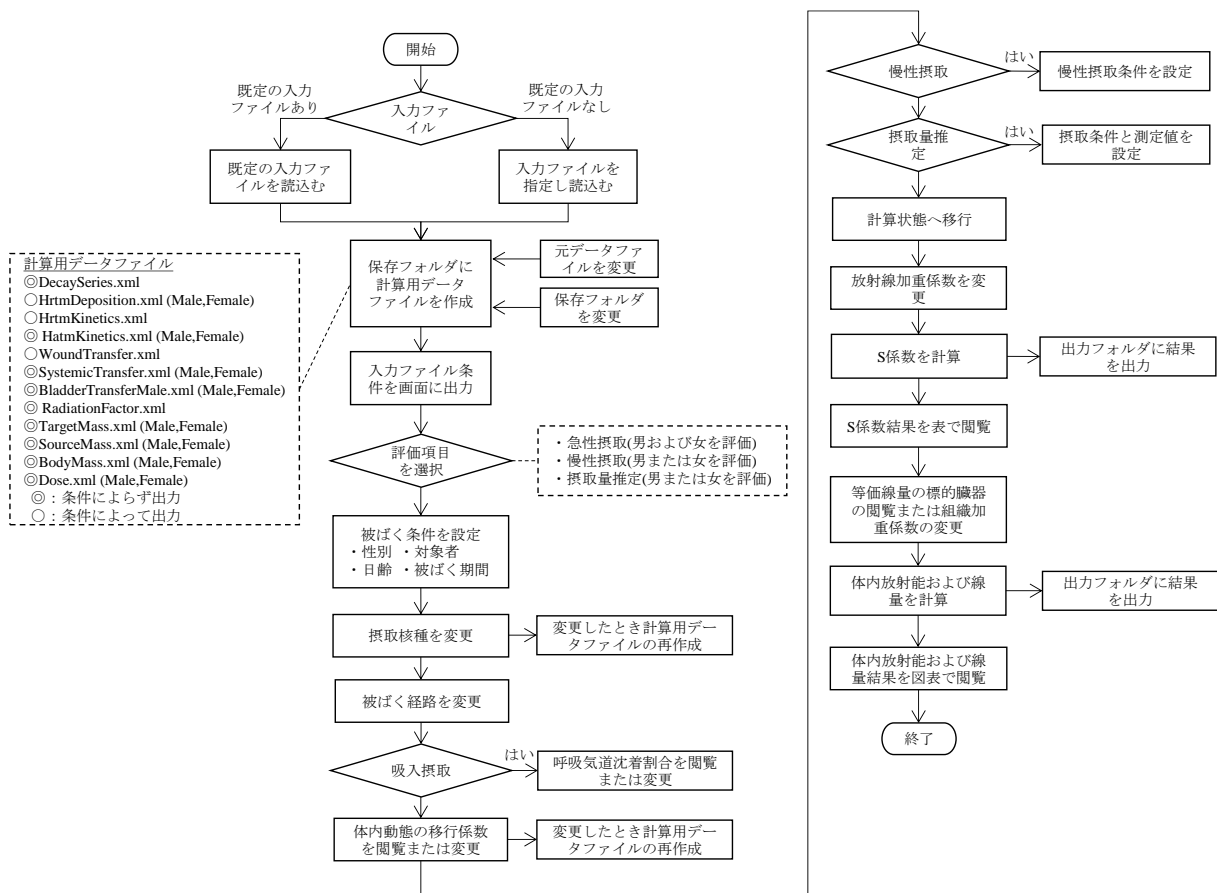 開始
既定の入力
ファイルあり
既定の入力
ファイルなし
入力ファ
イル
既定の入力ファ
イルを読込む
入力ファイルを
指定し読込む
保存フォルダに
計算用データ
ファイルを作成
元データファ
イルを変更
保存フォルダ
を変更
計算用データファイル
◎DecaySeries.xml
○HrtmDeposition.xml (Male,Female)
○HrtmKinetics.xml
◎ HatmKinetics.xml (Male,Female)
○WoundTransfer.xml
◎SystemicTransfer.xml (Male,Female)
◎BladderTransferMale.xml (Male,Female)
◎ RadiationFactor.xml
◎TargetMass.xml (Male,Female)
◎SourceMass.xml (Male,Female)
◎BodyMass.xml (Male,Female)
◎Dose.xml (Male,Female)
◎：条件によらず出力
○：条件によって出力
入力ファイル条
件を画面に出力
評価項目
を選択
・急性摂取(男および女を評価)
・慢性摂取(男または女を評価)
・摂取量推定(男または女を評価)
被ばく条件を設定
・性別 ・対象者
・日齢 ・被ばく期間
摂取核種を変更
変更したとき計算用デー
タファイルの再作成
被ばく経路を変更
吸入摂取
はい
呼吸気道沈着割合を閲覧
または変更
体内動態の移行係数
を閲覧または変更
変更したとき計算用デー
タファイルの再作成
慢性摂取
はい
慢性摂取条件を設定
摂取量推
定
はい
摂取条件と測定値を
設定
計算状態へ移行
放射線加重係数を変
更
S係数を計算
出力フォルダに結果
を出力
S係数結果を表で閲覧
等価線量の標的臓器
の閲覧または組織加
重係数の変更
体内放射能および線
量を計算
出力フォルダに結果
を出力
体内放射能および線
量結果を図表で閲覧
終了